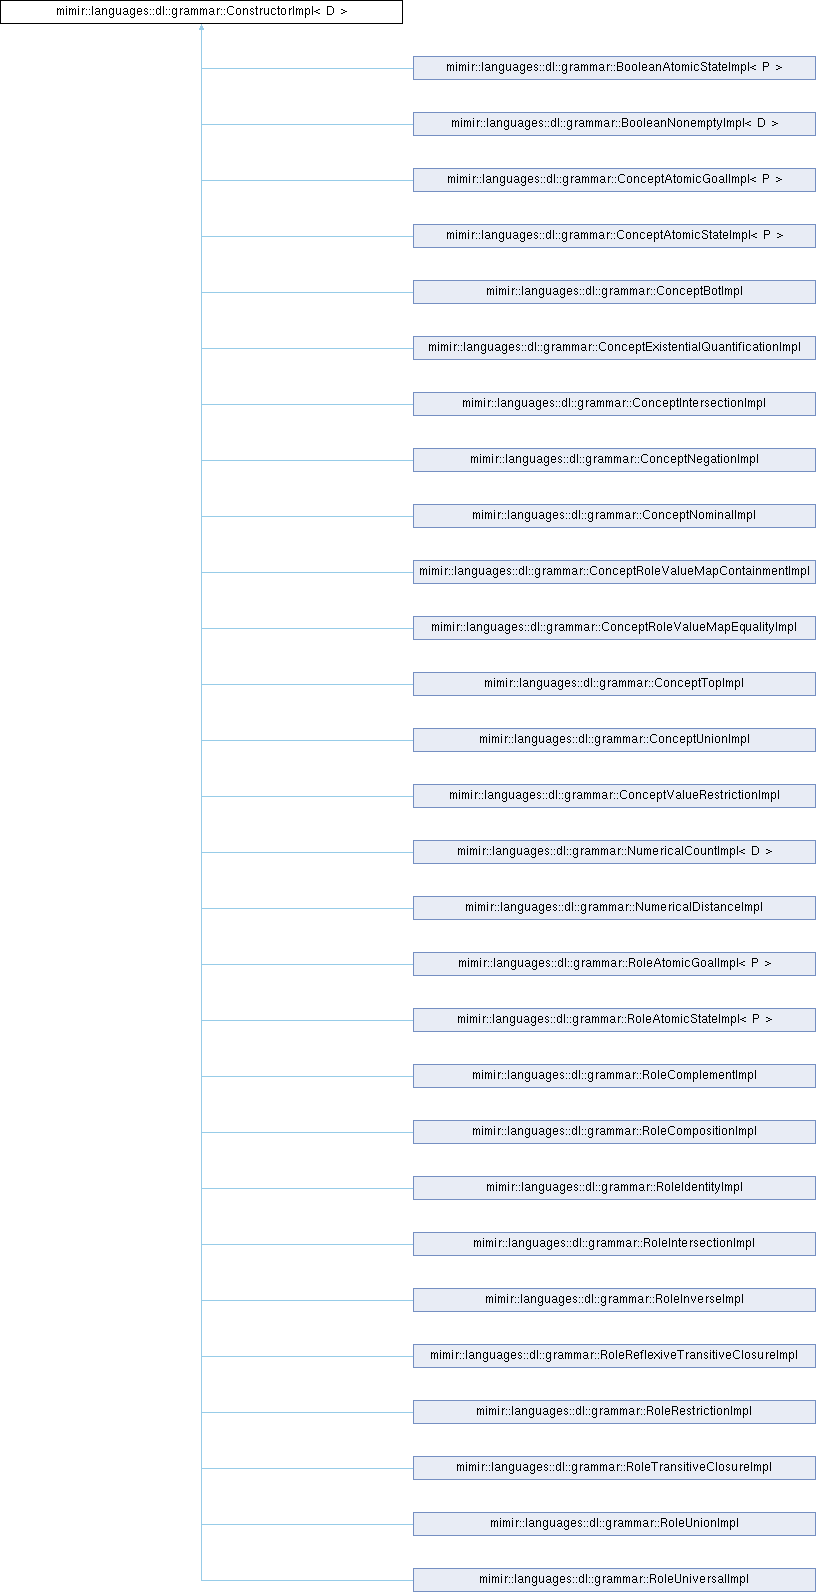 mimir::languages::dl::grammar::ConstructorImpl< D >
mimir::languages::dl::grammar::BooleanAtomicStateImpl< P >
mimir::languages::dl::grammar::BooleanNonemptyImpl< D >
mimir::languages::dl::grammar::ConceptAtomicGoalImpl< P >
mimir::languages::dl::grammar::ConceptAtomicStateImpl< P >
mimir::languages::dl::grammar::ConceptBotImpl
mimir::languages::dl::grammar::ConceptExistentialQuantificationImpl
mimir::languages::dl::grammar::ConceptIntersectionImpl
mimir::languages::dl::grammar::ConceptNegationImpl
mimir::languages::dl::grammar::ConceptNominalImpl
mimir::languages::dl::grammar::ConceptRoleValueMapContainmentImpl
mimir::languages::dl::grammar::ConceptRoleValueMapEqualityImpl
mimir::languages::dl::grammar::ConceptTopImpl
mimir::languages::dl::grammar::ConceptUnionImpl
mimir::languages::dl::grammar::ConceptValueRestrictionImpl
mimir::languages::dl::grammar::NumericalCountImpl< D >
mimir::languages::dl::grammar::NumericalDistanceImpl
mimir::languages::dl::grammar::RoleAtomicGoalImpl< P >
mimir::languages::dl::grammar::RoleAtomicStateImpl< P >
mimir::languages::dl::grammar::RoleComplementImpl
mimir::languages::dl::grammar::RoleCompositionImpl
mimir::languages::dl::grammar::RoleIdentityImpl
mimir::languages::dl::grammar::RoleIntersectionImpl
mimir::languages::dl::grammar::RoleInverseImpl
mimir::languages::dl::grammar::RoleReflexiveTransitiveClosureImpl
mimir::languages::dl::grammar::RoleRestrictionImpl
mimir::languages::dl::grammar::RoleTransitiveClosureImpl
mimir::languages::dl::grammar::RoleUnionImpl
mimir::languages::dl::grammar::RoleUniversalImpl